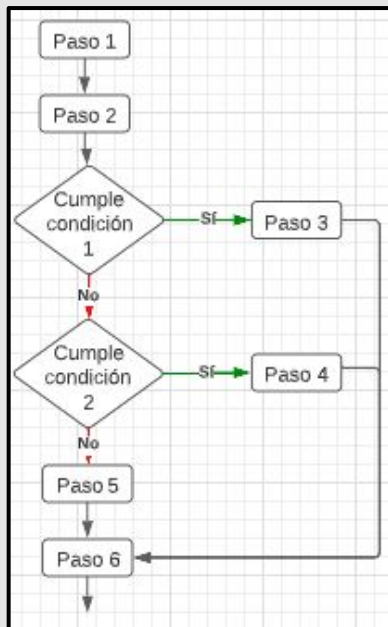 Paso 1
Paso 2
Cumple
condición
1
Sí
Paso 3
No
Cumple
condición
2
Sí
Paso 4
No
Paso 5
Paso 6